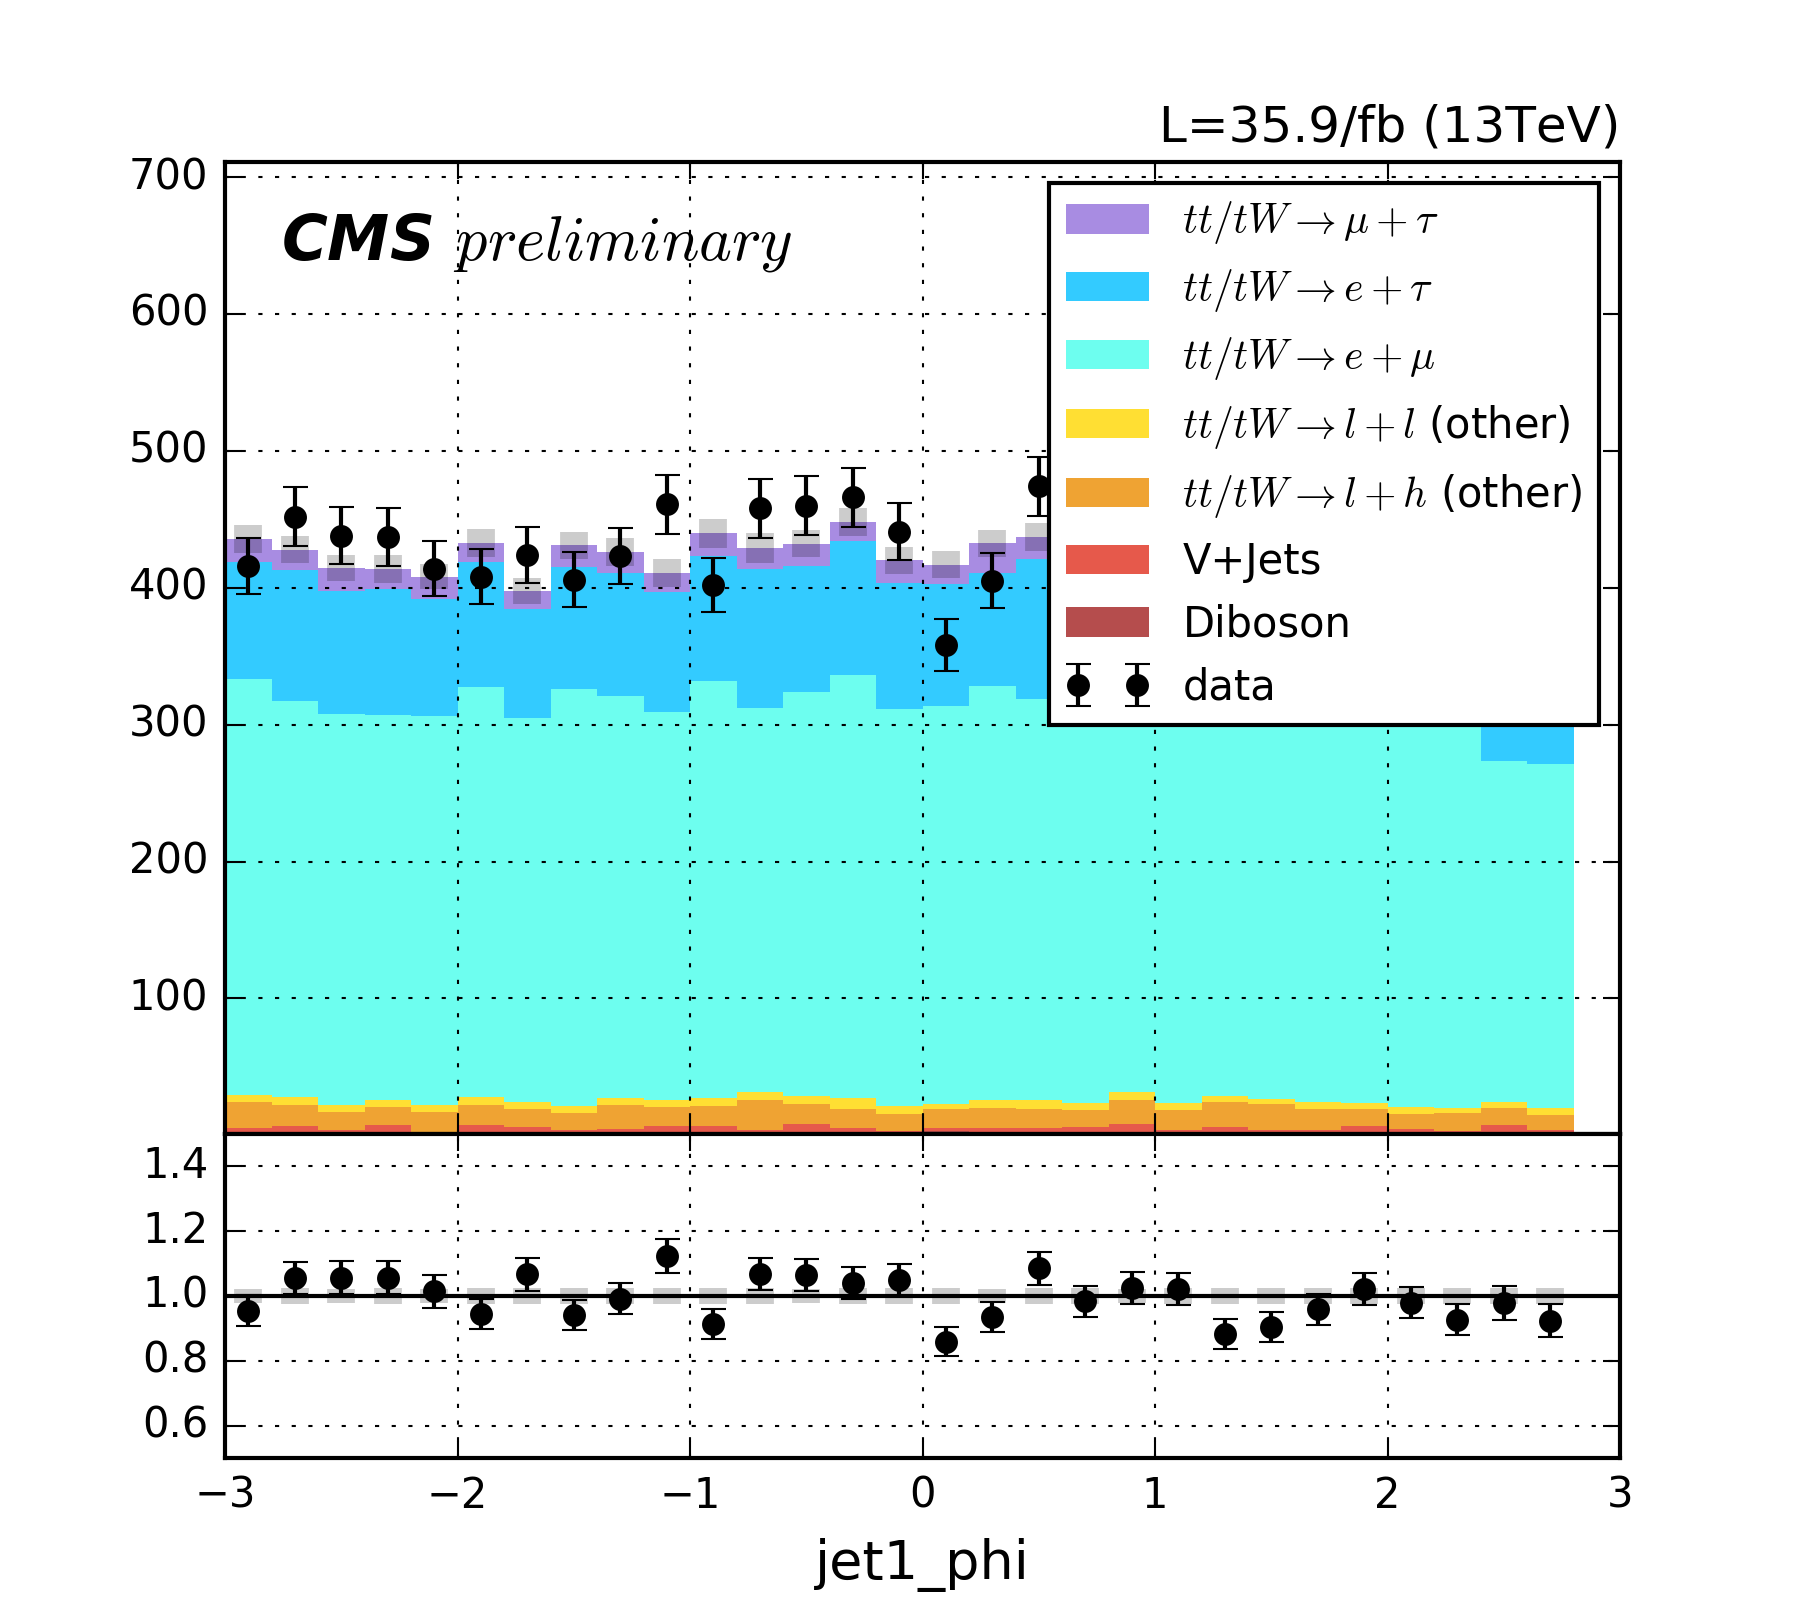 L=35.9/fb (13TeV)
700
CMS preliminary
600
500
400
300
200
100
tt/tW → μ + τ
tt/tW → e + τ
tt/tW → e + μ
tt/tW → l + l (other)
tt/tW → l + h (other)
V+Jets
Diboson
data
1.4
1.2
1.0
0.8
0.6
−3 −2 −1 0 1 2 3
jet1_phi